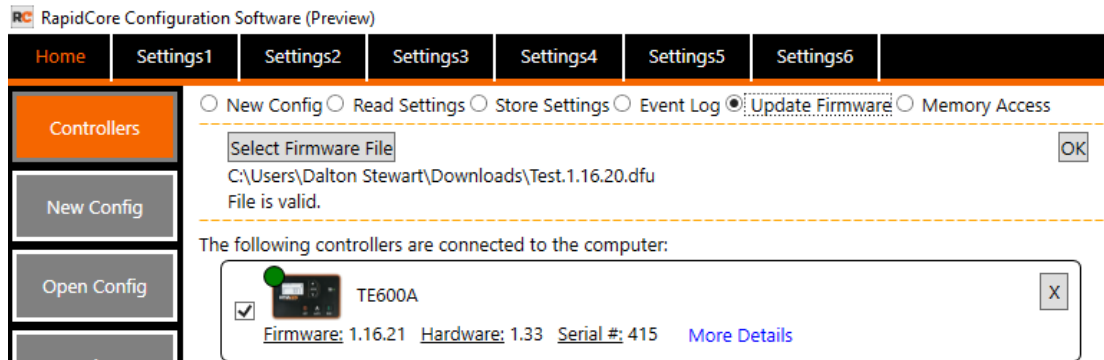 RC RapidCore Configuration Software (Preview)
Home Settings1 Settings2 Settings3 Settings4 Settings5 Settings6
Controllers
New Config
Open Config
New Config Read Settings Store Settings Event Log Update Firmware Memory Access
Select Firmware File OK
C:\Users\Dalton Stewart\Downloads\Test.1.16.20.dfu
File is valid.
The following controllers are connected to the computer:
TE600A X
Firmware: 1.16.21 Hardware: 1.33 Serial #: 415 More Details